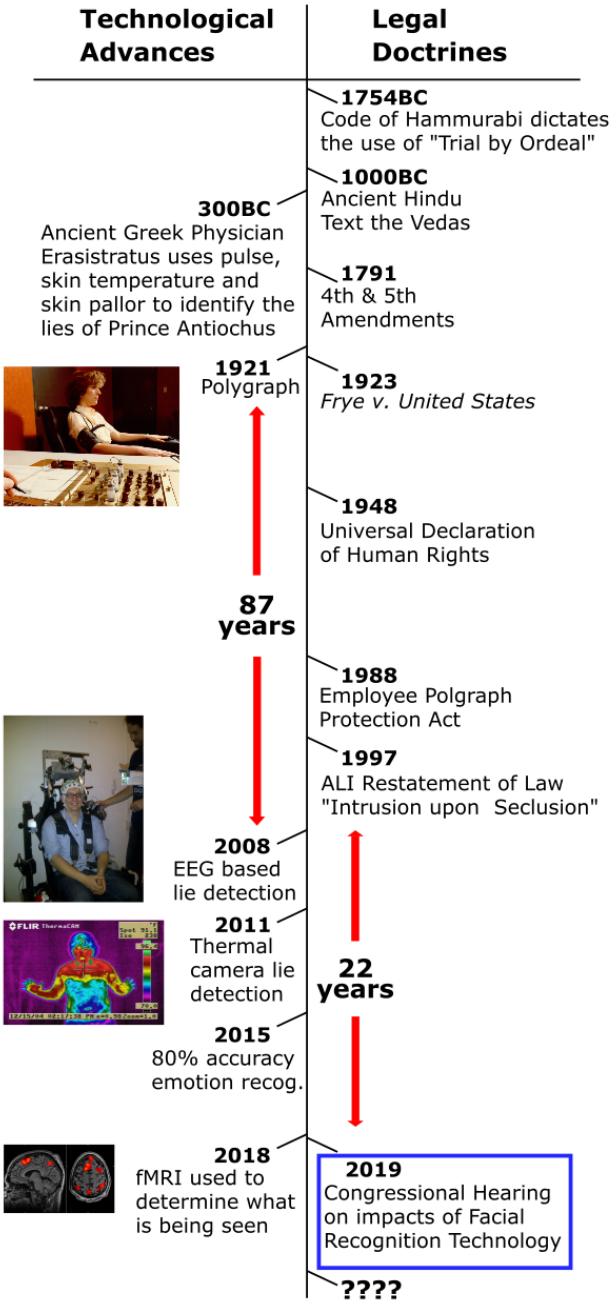 Technological
Advances
Legal
Doctrines
1754BC
Code of Hammurabi dictates
the use of "Trial by Ordeal"
1000BC
Ancient Hindu
Text the Vedas
300BC
Ancient Greek Physician
Erasistratus uses pulse,
skin temperature and
skin pallor to identify the
lies of Prince Antiochus
1791
4th & 5th
Amendments
1921
Polygraph
1923
Frye v. United States
1948
Universal Declaration
of Human Rights
87
years
1988
Employee Polgraph
Protection Act
1997
ALI Restatement of Law
"Intrusion upon Seclusion"
2008
EEG based
lie detection
2011
Thermal
camera lie
detection
FLIR ThermaCAM
22
years
2015
80% accuracy
emotion recog.
2018
fMRI used to
determine what
is being seen
2019
Congressional Hearing
on impacts of Facial
Recognition Technology
????